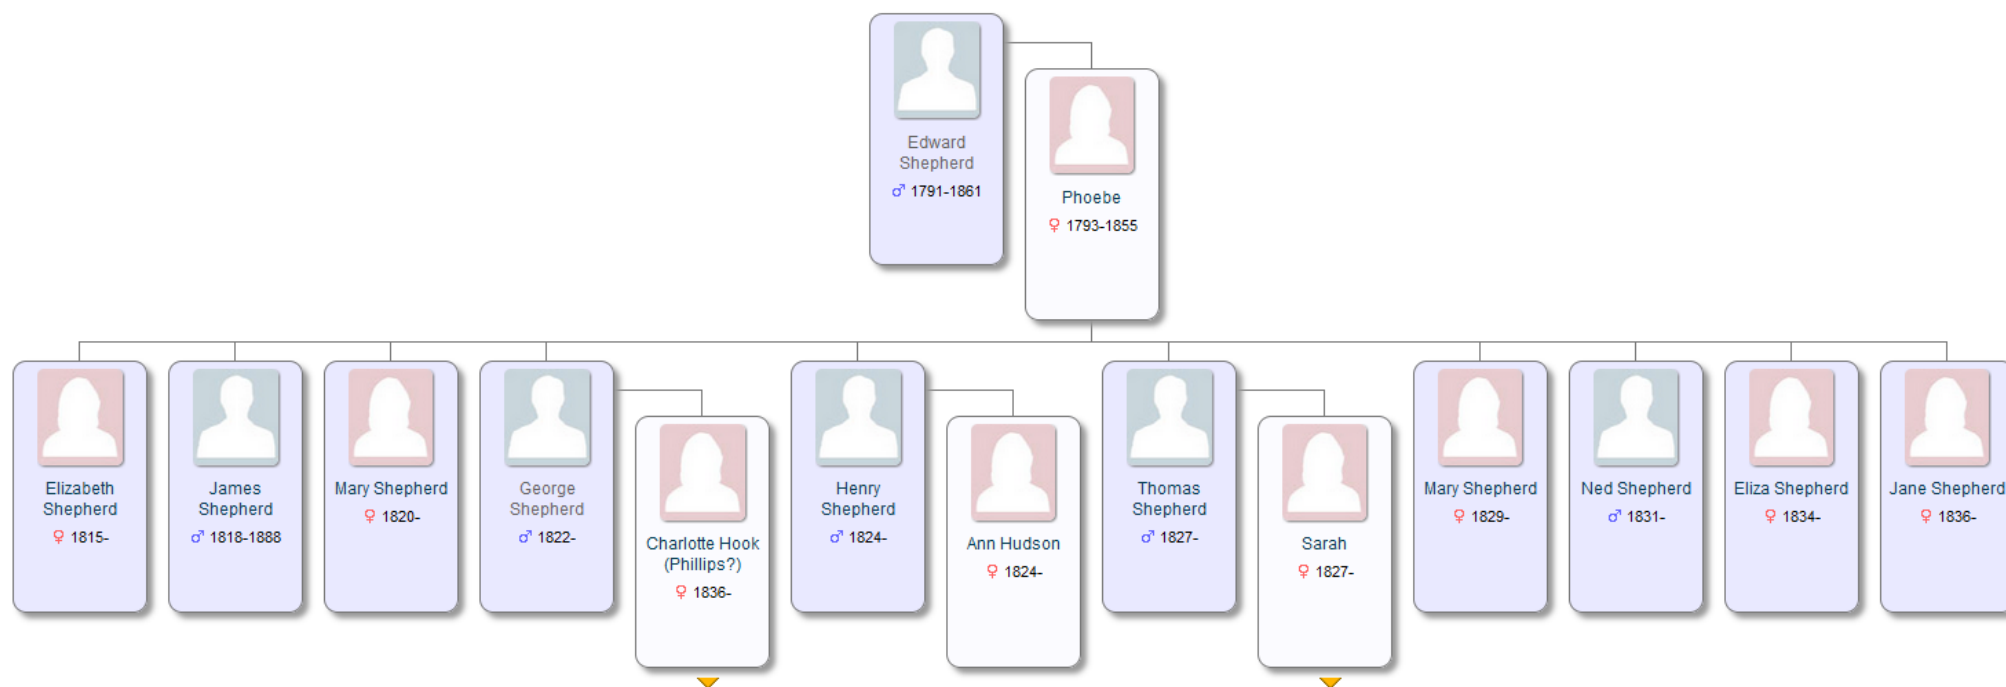 Edward
Shepherd
♂ 1791-1861
Phoebe
♀ 1793-1855
Elizabeth
Shepherd
♀ 1815-
James
Shepherd
♂ 1818-1888
Mary Shepherd
♀ 1820-
George
Shepherd
♂ 1822-
Charlotte Hook
(Phillips?)
♀ 1836-
Henry
Shepherd
♂ 1824-
Ann Hudson
♀ 1824-
Thomas
Shepherd
♂ 1827-
Sarah
♀ 1827-
Mary Shepherd
♀ 1829-
Ned Shepherd
♂ 1831-
Eliza Shepherd
♀ 1834-
Jane Shepherd
♀ 1836-